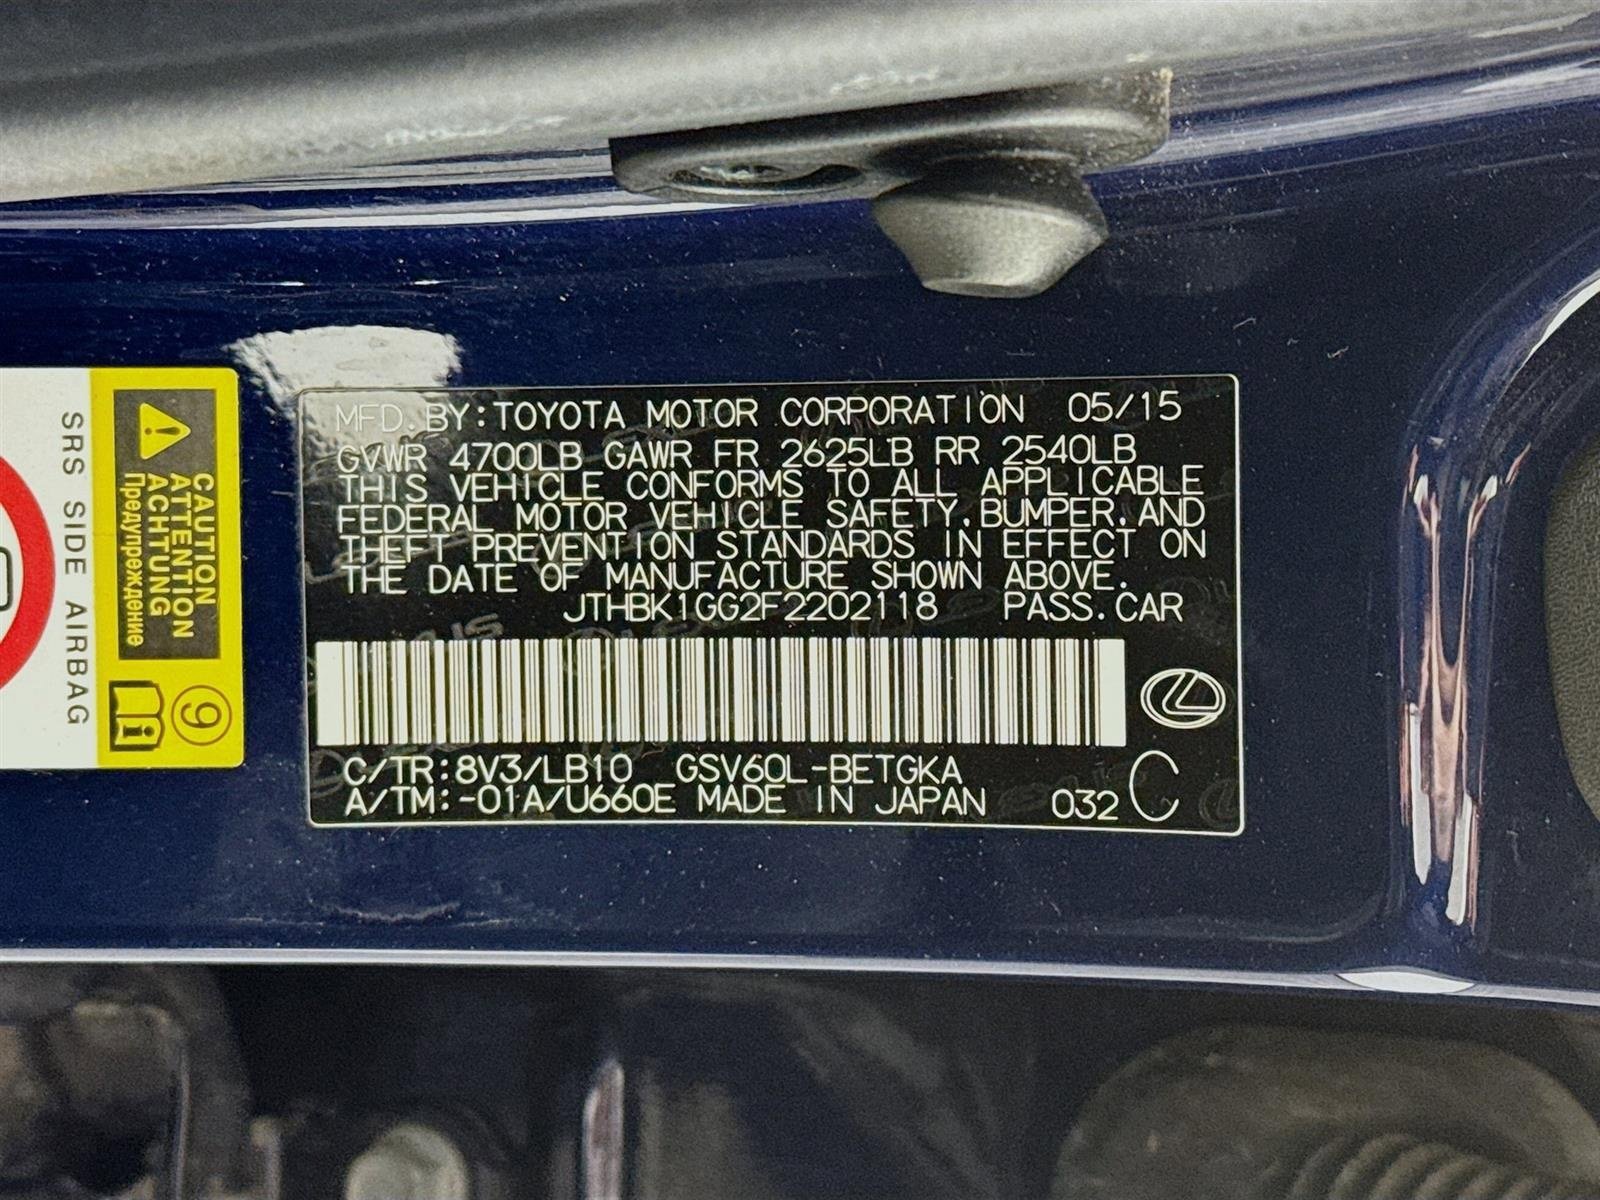 MFD. BY: TOYOTA MOTOR CORPORATION 05/15
GVWR 4700LB GAWR FR 2625LB RR 2540LB
THIS VEHICLE CONFORMS TO ALL APPLICABLE
FEDERAL MOTOR VEHICLE SAFETY, BUMPER, AND
THEFT PREVENTION STANDARDS IN EFFECT ON
THE DATE OF MANUFACTURE SHOWN ABOVE.
JTHBK1GG2F2202118 PASS. CAR
C/TR: 8V3/LB10 GSV60L-BETGKA
A/TM: -01A/U660E MADE IN JAPAN 032 C
CAUTION
ATTENTION
ACHTUNG
Предупреждение
9
SRS SIDE AIRBAG